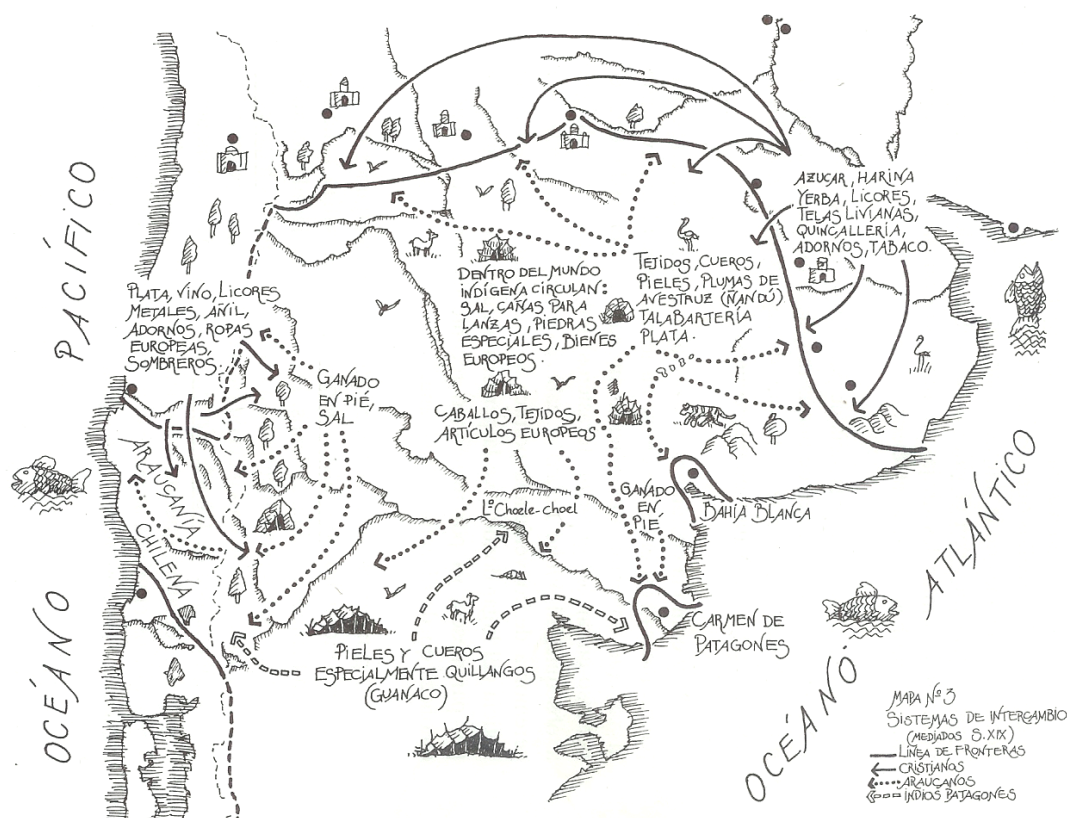 AZUCAR, HARINA
YERBA, LICORES,
TELAS LIVIANAS,
QUINCALLERÍA,
ADORNOS, TABACO.
OCÉANO PACÍFICO
PLATA, VINO, LICORES
METALES, AÑIL,
ADORNOS, ROPAS
EUROPEAS,
SOMBREROS.
DENTRO DEL MUNDO
INDÍGENA CIRCULAN:
SAL, CAÑAS PARA
LANZAS, PIEDRAS
ESPECIALES, BIENES
EUROPEOS.
TEJIDOS, CUEROS,
PIELES, PLUMAS DE
AVESTRUZ (ÑANDÚ)
TALABARTERÍA
PLATA.
GANADO
EN PIÉ,
SAL
CABALLOS, TEJIDOS,
ARTÍCULOS EUROPEOS
ARAUCANÍA
CHILENA
Lª Choele-choel
GANADO
EN
PIE
BAHÍA BLANCA
CARMEN DE
PATAGONES
PIELES Y CUEROS
ESPECIALMENTE QUILLANGOS
(GUANACO)
OCÉANO ATLÁNTICO
MAPA Nº 3
SISTEMAS DE INTERCAMBIO
(MEDIADOS S.XIX)
LÍNEA DE FRONTERAS
CRISTIANOS
ARAUCANOS
INDIOS PATAGONES